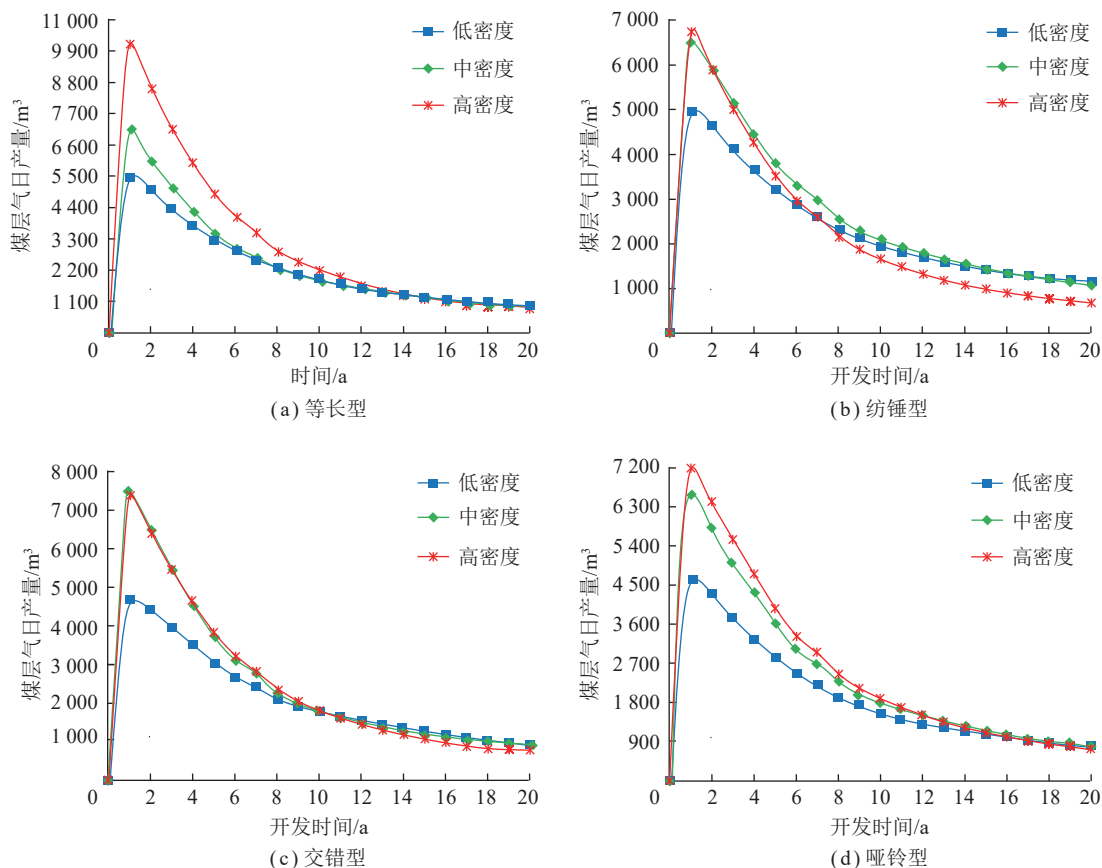 11 000
9 900
8 800
7 700
6 600
5 500
4 400
3 300
2 200
1 100
0
煤层气日产量/m³
低密度
中密度
高密度
2 4 6 8 10 12 14 16 18 20
时间/a
(a) 等长型
7 000
6 000
5 000
4 000
3 000
2 000
1 000
0
煤层气日产量/m³
低密度
中密度
高密度
2 4 6 8 10 12 14 16 18 20
开发时间/a
(b) 纺锤型
8 000
7 000
6 000
5 000
4 000
3 000
2 000
1 000
0
煤层气日产量/m³
低密度
中密度
高密度
2 4 6 8 10 12 14 16 18 20
开发时间/a
(c) 交错型
7 200
6 300
5 400
4 500
3 600
2 700
1 800
900
0
煤层气日产量/m³
低密度
中密度
高密度
2 4 6 8 10 12 14 16 18 20
开发时间/a
(d) 哑铃型